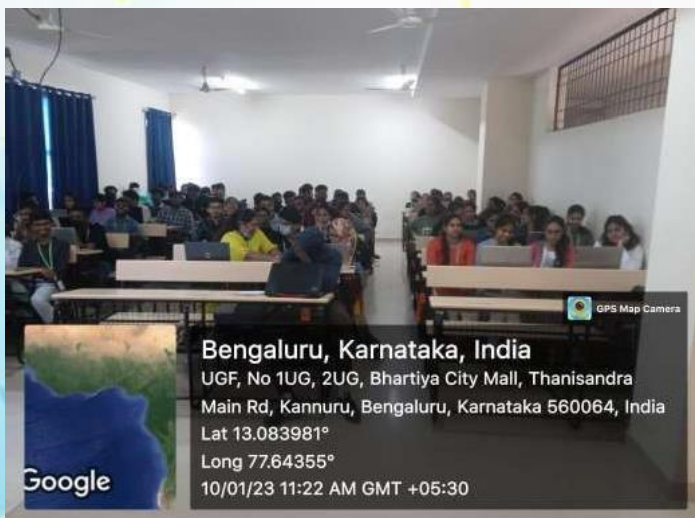 GPS Map Camera
Bengaluru, Karnataka, India
UGF, No 1UG, 2UG, Bhartiya City Mall, Thanisandra
Main Rd, Kannuru, Bengaluru, Karnataka 560064, India
Lat 13.083981°
Long 77.64355°
10/01/23 11:22 AM GMT +05:30
Google